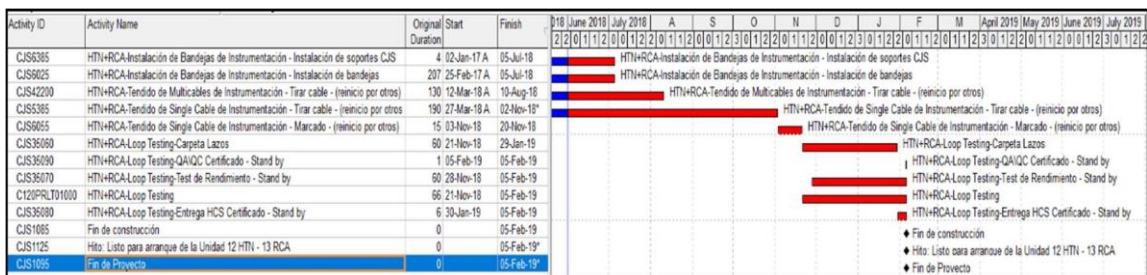 Activity ID Activity Name Original Duration Start Finish 018 June 2018 July 2018 A S O N D J F M April 2019 May 2019 June 2019 July 2019
CJS6385 HTN+RCA-Instalación de Bandejas de Instrumentación - Instalación de soportes CJS 4 02-Jan-17 A 05-Jul-18 HTN+RCA-Instalación de Bandejas de Instrumentación - Instalación de soportes CJS
CJS6025 HTN+RCA-Instalación de Bandejas de Instrumentación - Instalación de bandejas 207 25-Feb-17 A 05-Jul-18 HTN+RCA-Instalación de Bandejas de Instrumentación - Instalación de bandejas
CJS42200 HTN+RCA-Tendido de Multicables de Instrumentación - Tirar cable - (reinicio por otros) 130 12-Mar-18 A 10-Aug-18 HTN+RCA-Tendido de Multicables de Instrumentación - Tirar cable - (reinicio por otros)
CJS5385 HTN+RCA-Tendido de Single Cable de Instrumentación - Tirar cable - (reinicio por otros 190 27-Mar-18 A 02-Nov-18* HTN+RCA-Tendido de Single Cable de Instrumentación - Tirar cable - (reinicio por otros)
CJS6055 HTN+RCA-Tendido de Single Cable de Instrumentación - Marcado - (reinicio por otros) 15 03-Nov-18 20-Nov-18 HTN+RCA-Tendido de Single Cable de Instrumentación - Marcado - (reinicio por otros)
CJS35060 HTN+RCA-Loop Testing-Carpeta Lazos 60 21-Nov-18 29-Jan-19 HTN+RCA-Loop Testing-Carpeta Lazos
CJS35090 HTN+RCA-Loop Testing-QA\QC Certificado - Stand by 1 05-Feb-19 05-Feb-19 HTN+RCA-Loop Testing-QA\QC Certificado - Stand by
CJS35070 HTN+RCA-Loop Testing-Test de Rendimiento - Stand by 60 28-Nov-18 05-Feb-19 HTN+RCA-Loop Testing-Test de Rendimiento - Stand by
C120PRLT01000 HTN+RCA-Loop Testing 66 21-Nov-18 05-Feb-19 HTN+RCA-Loop Testing
CJS35080 HTN+RCA-Loop Testing-Entrega HCS Certificado - Stand by 6 30-Jan-19 05-Feb-19 HTN+RCA-Loop Testing-Entrega HCS Certificado - Stand by
CJS1085 Fin de construcción 0 05-Feb-19 Fin de construcción
CJS1125 Hito: Listo para arranque de la Unidad 12 HTN - 13 RCA 0 05-Feb-19* Hito: Listo para arranque de la Unidad 12 HTN - 13 RCA
CJS1095 Fin de Proyecto 0 05-Feb-19* Fin de Proyecto